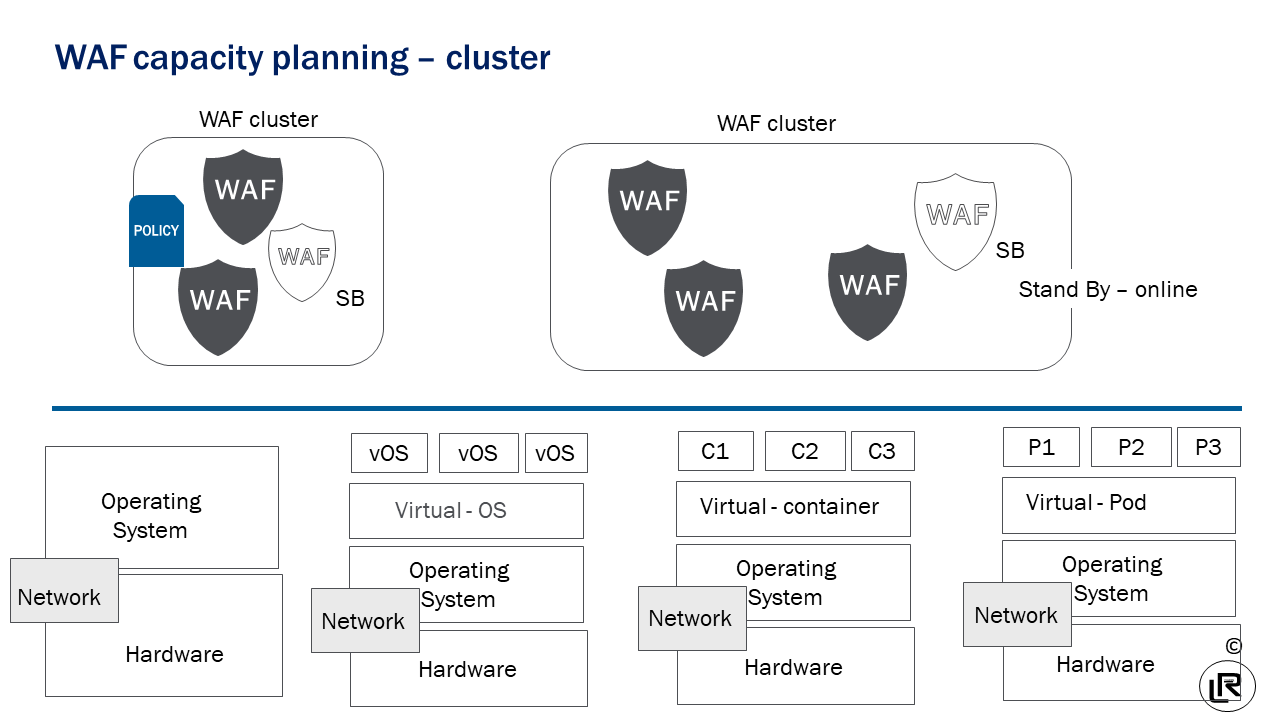 WAF capacity planning – cluster
WAF cluster
WAF
POLICY
WAF
WAF
SB
WAF cluster
WAF
WAF
SB
WAF
WAF
Stand By – online
Operating
System
Network
Hardware
vOS
vOS
vOS
Virtual - OS
Operating
System
Network
Hardware
C1
C2
C3
Virtual - container
Operating
System
Network
Hardware
P1
P2
P3
Virtual - Pod
Operating
System
Network
Hardware
©
LR